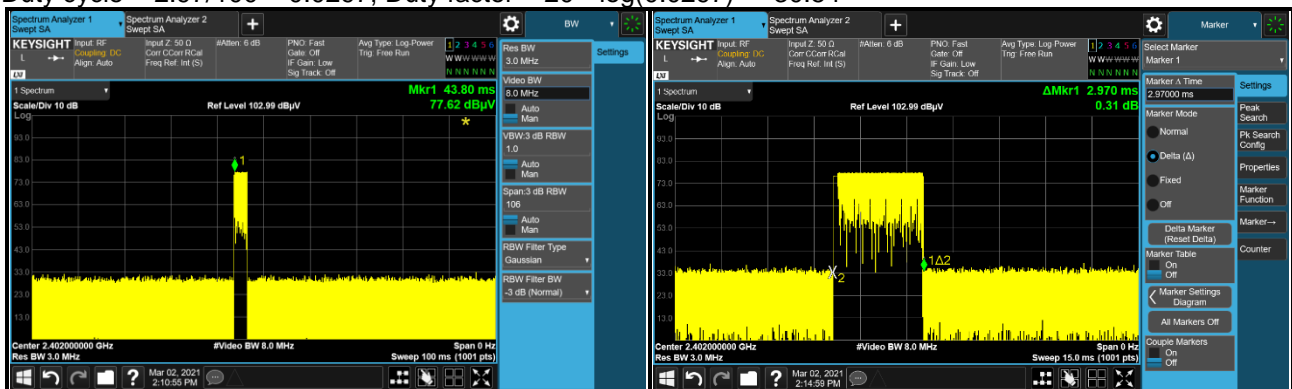 Duty cycle = 2.97/100 = 0.0297, Duty factor = 20 * log(0.0297) = -30.54
Spectrum Analyzer 1
Swept SA
Spectrum Analyzer 2
Swept SA
+
KEYSIGHT
L
LXI
Input: RF
Coupling: DC
Align: Auto
Input Z: 50 Ω
Corr CCorr RCal
Freq Ref: Int (S)
#Atten: 6 dB
PNO: Fast
Gate: Off
IF Gain: Low
Sig Track: Off
Avg Type: Log-Power
Trig: Free Run
1 2 3 4 5 6
W W W W W W
N N N N N N
1 Spectrum
Scale/Div 10 dB
Log
Ref Level 102.99 dBµV
Mkr1 43.80 ms
77.62 dBµV
*
93.0
83.0
73.0
63.0
53.0
43.0
33.0
23.0
13.0
1
Center 2.402000000 GHz
Res BW 3.0 MHz
#Video BW 8.0 MHz
Span 0 Hz
Sweep 100 ms (1001 pts)
?
Mar 02, 2021
2:10:55 PM
BW
Settings
Res BW
3.0 MHz
Video BW
8.0 MHz
Auto
Man
VBW:3 dB RBW
1.0
Auto
Man
Span:3 dB RBW
106
Auto
Man
RBW Filter Type
Gaussian
RBW Filter BW
-3 dB (Normal)
Spectrum Analyzer 1
Swept SA
Spectrum Analyzer 2
Swept SA
+
KEYSIGHT
L
LXI
Input: RF
Coupling: DC
Align: Auto
Input Z: 50 Ω
Corr CCorr RCal
Freq Ref: Int (S)
#Atten: 6 dB
PNO: Fast
Gate: Off
IF Gain: Low
Sig Track: Off
Avg Type: Log-Power
Trig: Free Run
1 2 3 4 5 6
W W W W W W
N N N N N N
1 Spectrum
Scale/Div 10 dB
Log
Ref Level 102.99 dBµV
ΔMkr1 2.970 ms
0.31 dB
93.0
83.0
73.0
63.0
53.0
43.0
33.0
23.0
13.0
X2
1Δ2
Center 2.402000000 GHz
Res BW 3.0 MHz
#Video BW 8.0 MHz
Span 0 Hz
Sweep 15.0 ms (1001 pts)
?
Mar 02, 2021
2:14:59 PM
Marker
Select Marker
Marker 1
Marker Δ Time
2.97000 ms
Marker Mode
Normal
Delta (Δ)
Fixed
Off
Delta Marker
(Reset Delta)
Marker Table
On
Off
Marker Settings
Diagram
All Markers Off
Couple Markers
On
Off
Settings
Peak
Search
Pk Search
Config
Properties
Marker
Function
Marker→
Counter